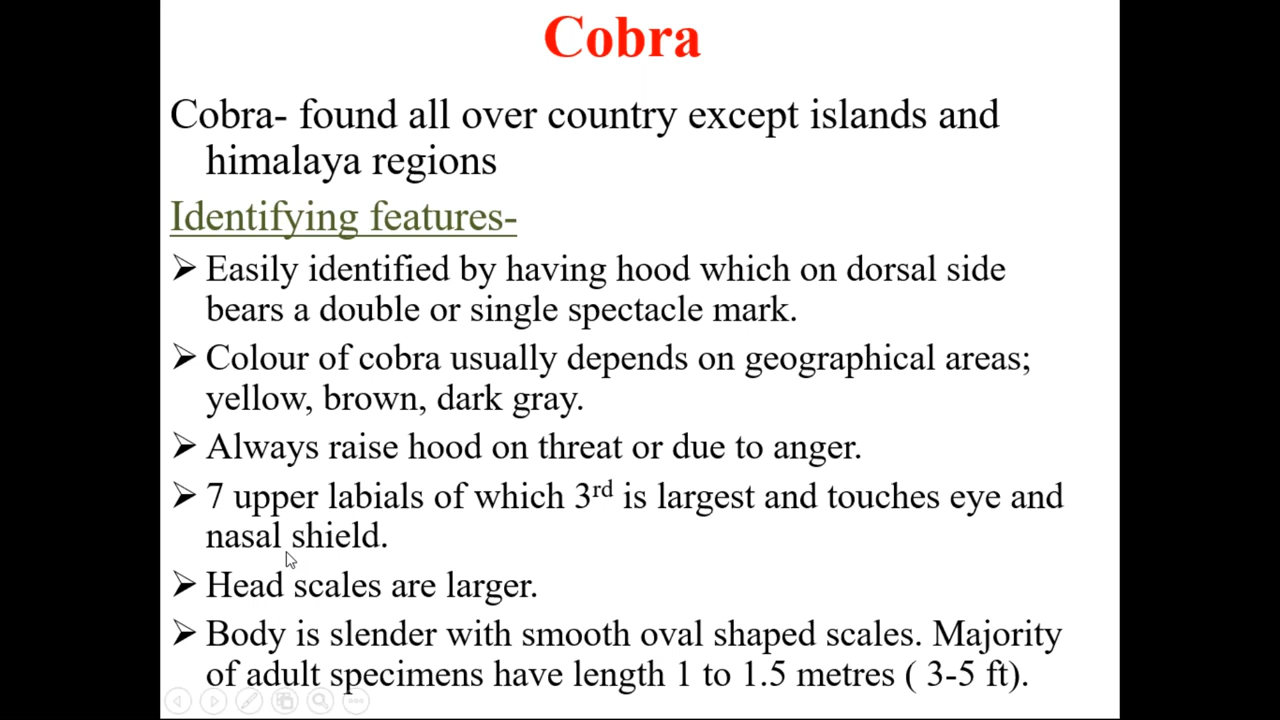 Cobra
Cobra- found all over country except islands and
himalaya regions
Identifying features-
➤ Easily identified by having hood which on dorsal side
bears a double or single spectacle mark.
➤ Colour of cobra usually depends on geographical areas;
yellow, brown, dark gray.
➤ Always raise hood on threat or due to anger.
➤ 7 upper labials of which 3rd is largest and touches eye and
nasal shield.
➤ Head scales are larger.
➤ Body is slender with smooth oval shaped scales. Majority
of adult specimens have length 1 to 1.5 metres ( 3-5 ft).